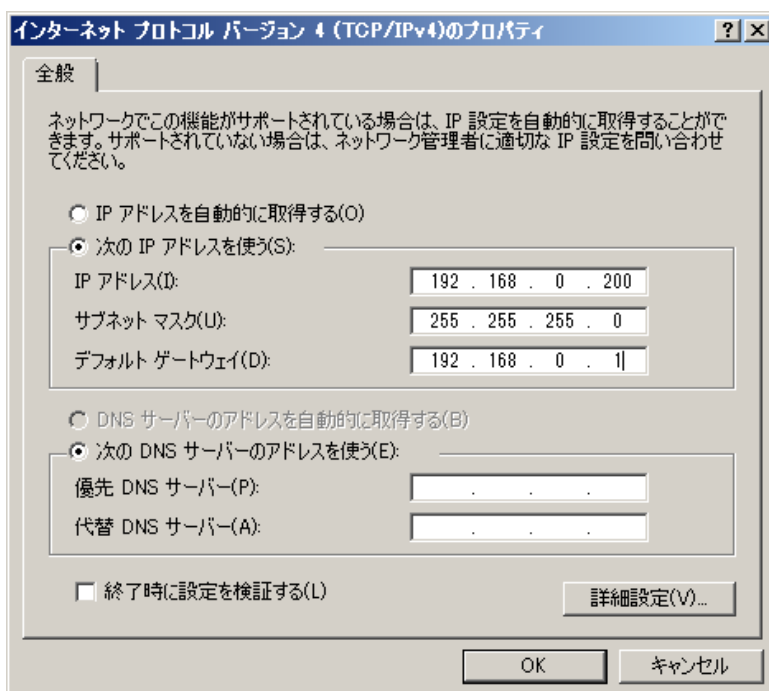 インターネット プロトコル バージョン 4 (TCP/IPv4)のプロパティ
全般
ネットワークでこの機能がサポートされている場合は、IP 設定を自動的に取得することがで
きます。サポートされていない場合は、ネットワーク管理者に適切な IP 設定を問い合わせ
てください。
IP アドレスを自動的に取得する(O)
次の IP アドレスを使う(S):
IP アドレス(I): 192 . 168 . 0 . 200
サブネット マスク(U): 255 . 255 . 255 . 0
デフォルト ゲートウェイ(D): 192 . 168 . 0 . 1
DNS サーバーのアドレスを自動的に取得する(B)
次の DNS サーバーのアドレスを使う(E):
優先 DNS サーバー(P): . . .
代替 DNS サーバー(A): . . .
終了時に設定を検証する(L)
詳細設定(V)...
OK キャンセル